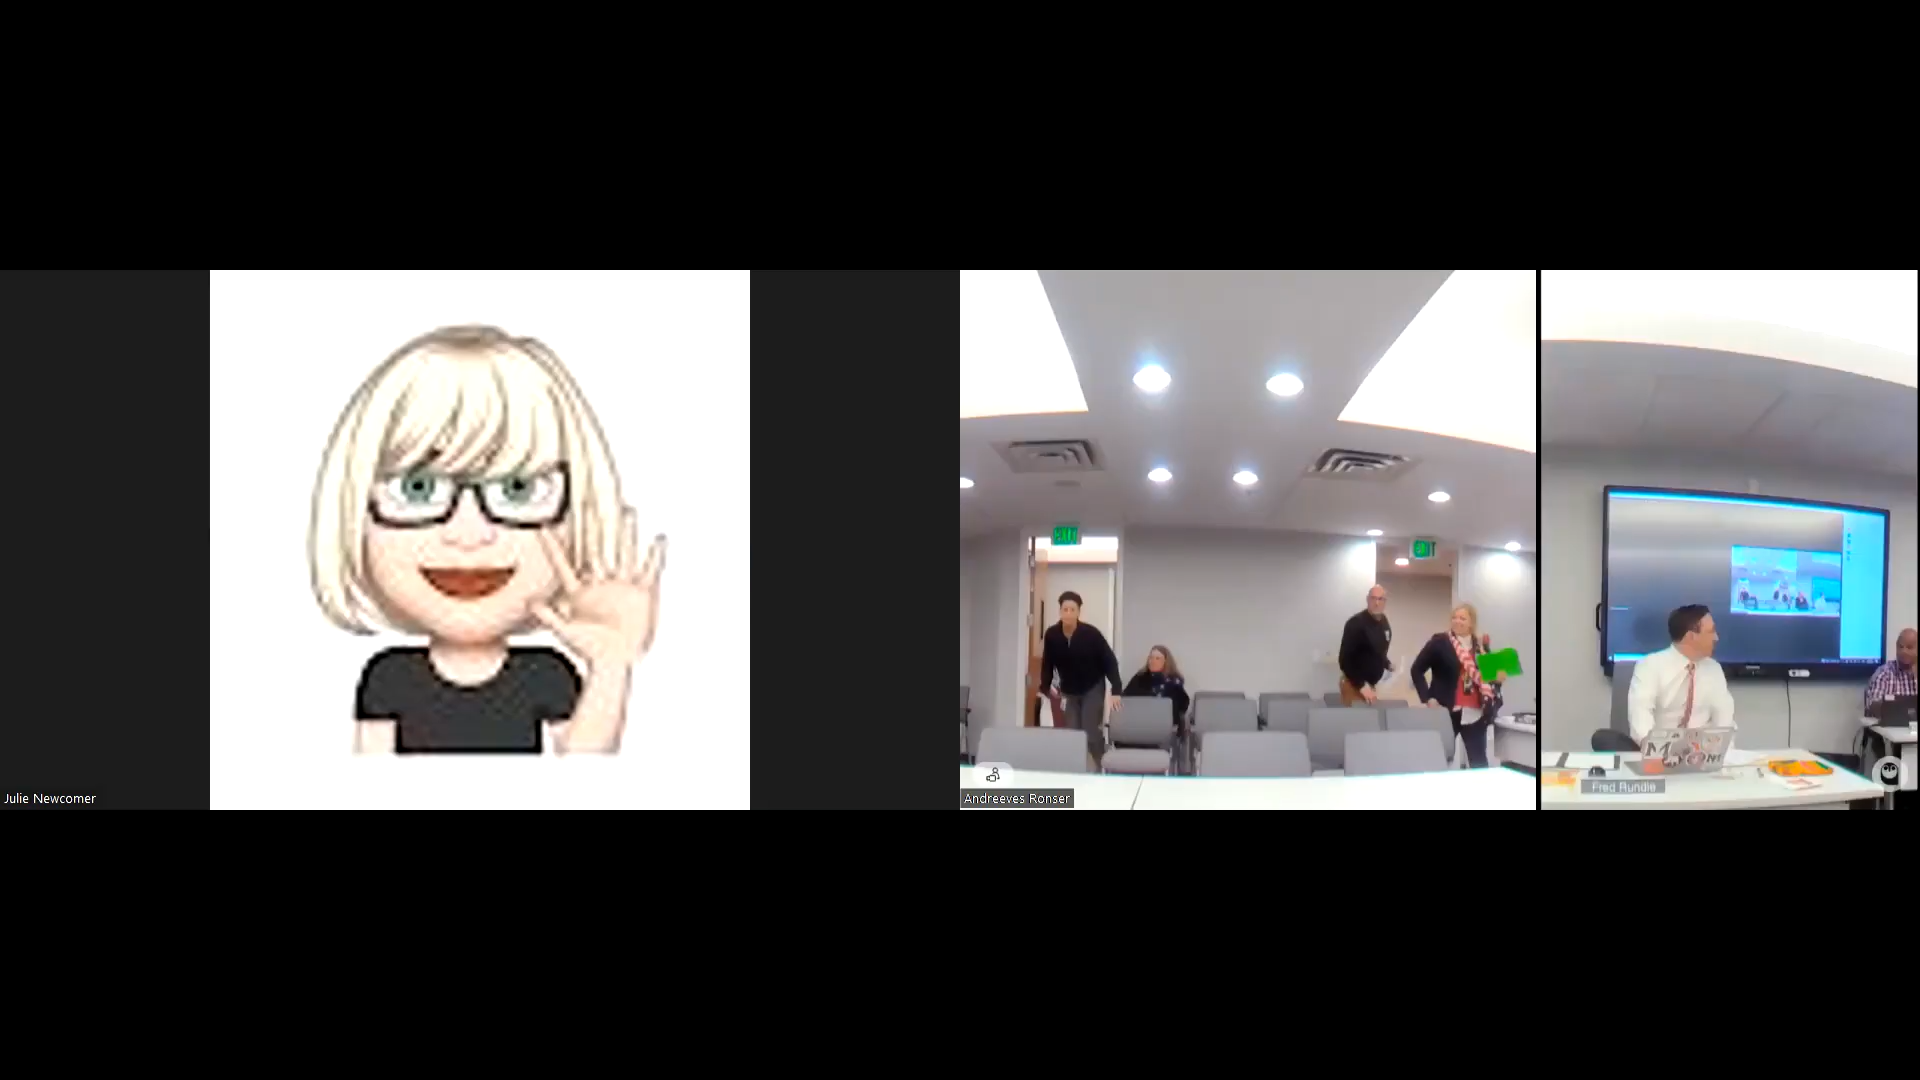 EXIT
EXIT
Fred Rundle
Julie Newcomer
Andreeves Ronser